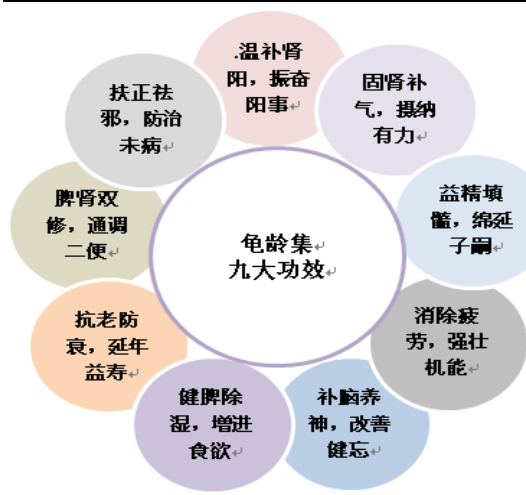 龟龄集
九大功效
.温补肾
阳，振奋
阳事
固肾补
气，摄纳
有力
益精填
髓，绵延
子嗣
消除疲
劳，强壮
机能
补脑养
神，改善
健忘
健脾除
湿，增进
食欲
抗老防
衰，延年
益寿
脾肾双
修，通调
二便
扶正祛
邪，防治
未病